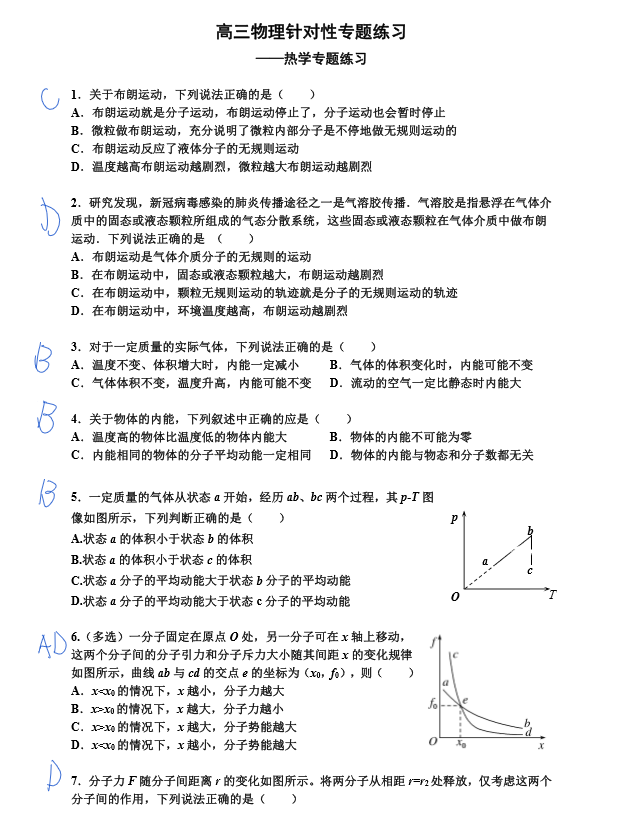 高三物理针对性专题练习
——热学专题练习
C
1．关于布朗运动，下列说法正确的是（　　）
A．布朗运动就是分子运动，布朗运动停止了，分子运动也会暂时停止
B．微粒做布朗运动，充分说明了微粒内部分子是不停地做无规则运动的
C．布朗运动反应了液体分子的无规则运动
D．温度越高布朗运动越剧烈，微粒越大布朗运动越剧烈
D
2．研究发现，新冠病毒感染的肺炎传播途径之一是气溶胶传播．气溶胶是指悬浮在气体介
质中的固态或液态颗粒所组成的气态分散系统，这些固态或液态颗粒在气体介质中做布朗
运动．下列说法正确的是 （　　）
A．布朗运动是气体介质分子的无规则的运动
B．在布朗运动中，固态或液态颗粒越大，布朗运动越剧烈
C．在布朗运动中，颗粒无规则运动的轨迹就是分子的无规则运动的轨迹
D．在布朗运动中，环境温度越高，布朗运动越剧烈
B
3．对于一定质量的实际气体，下列说法正确的是（　　）
A．温度不变、体积增大时，内能一定减小 B．气体的体积变化时，内能可能不变
C．气体体积不变，温度升高，内能可能不变 D．流动的空气一定比静态时内能大
B
4．关于物体的内能，下列叙述中正确的应是（　　）
A．温度高的物体比温度低的物体内能大 B．物体的内能不可能为零
C．内能相同的物体的分子平均动能一定相同 D．物体的内能与物态和分子数都无关
B
5．一定质量的气体从状态 a 开始，经历 ab、bc 两个过程，其 p-T 图
像如图所示，下列判断正确的是（　　）
A.状态 a 的体积小于状态 b 的体积
B.状态 a 的体积小于状态 c 的体积
C.状态 a 分子的平均动能大于状态 b 分子的平均动能
D.状态 a 分子的平均动能大于状态 c 分子的平均动能
p
b
a
c
O
T
AD
6.（多选）一分子固定在原点 O 处，另一分子可在 x 轴上移动，
这两个分子间的分子引力和分子斥力大小随其间距 x 的变化规律
如图所示，曲线 ab 与 cd 的交点 e 的坐标为（x₀，f₀），则（　　）
A．x<x₀ 的情况下，x 越小，分子力越大
B．x>x₀ 的情况下，x 越大，分子力越小
C．x>x₀ 的情况下，x 越大，分子势能越大
D．x<x₀ 的情况下，x 越小，分子势能越大
f
c
a
f₀
e
b
d
O
x₀
x
D
7．分子力 F 随分子间距离 r 的变化如图所示。将两分子从相距 r=r₂ 处释放，仅考虑这两个
分子间的作用，下列说法正确的是（　　）